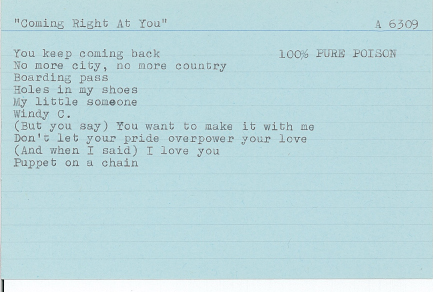 "Coming Right At You" A 6309
You keep coming back 100% PURE POISON
No more city, no more country
Boarding pass
Holes in my shoes
My little someone
Windy C.
(But you say) You want to make it with me
Don't let your pride overpower your love
(And when I said) I love you
Puppet on a chain